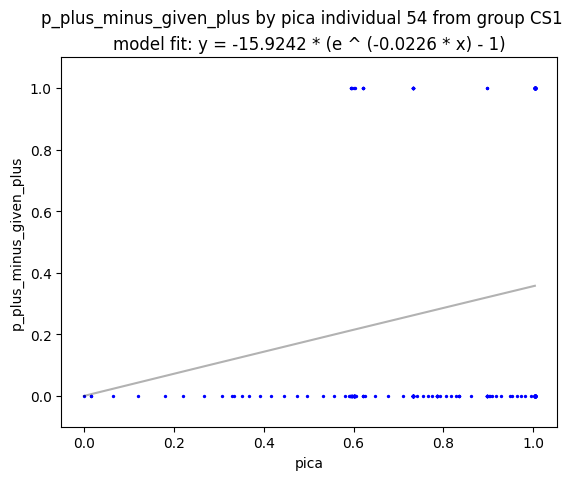 p_plus_minus_given_plus by pica individual 54 from group CS1
model fit: y = -15.9242 * (e ^ (-0.0226 * x) - 1)
p_plus_minus_given_plus
1.0
0.8
0.6
0.4
0.2
0.0
0.0 0.2 0.4 0.6 0.8 1.0
pica